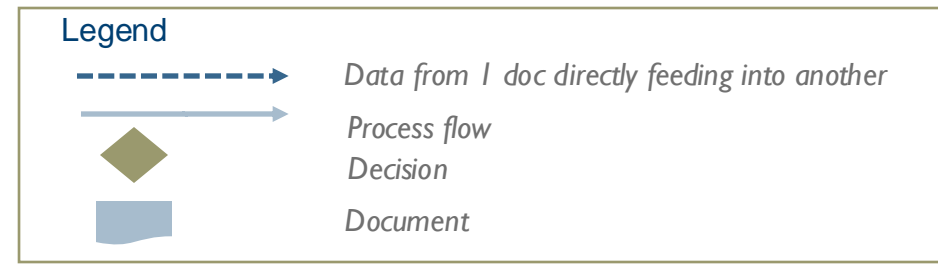 Legend
Data from 1 doc directly feeding into another
Process flow
Decision
Document